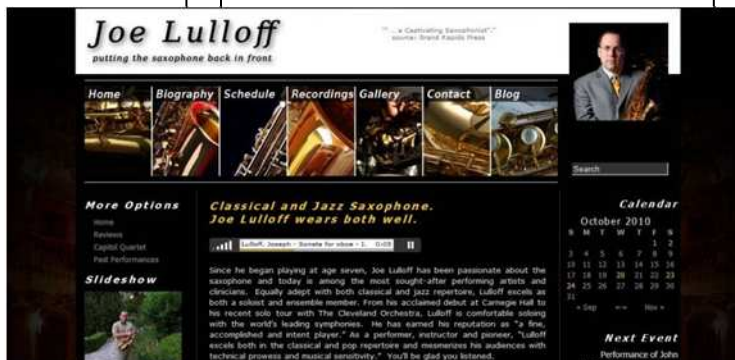 Joe Lulloff
putting the saxophone back in front
"" ...a Captivating Saxophonist"."
source: Grand Rapids Press
Home Biography Schedule Recordings Gallery Contact Blog
Search
More Options
Home
Reviews
Capitol Quartet
Past Performances
Slideshow
Classical and Jazz Saxophone.
Joe Lulloff wears both well.
Lulloff, Joseph - Sonata for oboe - 1. 0:03
Since he began playing at age seven, Joe Lulloff has been passionate about the
saxophone and today is among the most sought-after performing artists and
clinicians. Equally adept with both classical and jazz repertoire, Lulloff excels as
both a soloist and ensemble member. From his acclaimed debut at Carnegie Hall to
his recent solo tour with The Cleveland Orchestra, Lulloff is comfortable soloing
with the world's leading symphonies. He has earned his reputation as "a fine,
accomplished and intent player." As a performer, instructor and pioneer, "Lulloff
excels both in the classical and pop repertoire and mesmerizes his audiences with
technical prowess and musical sensitivity." You'll be glad you listened.
Calendar
October 2010
S M T W T F S
1 2
3 4 5 6 7 8 9
10 11 12 13 14 15 16
17 18 19 20 21 22 23
24 25 26 27 28 29 30
31
« Sep Nov »
Next Event
Performance of John